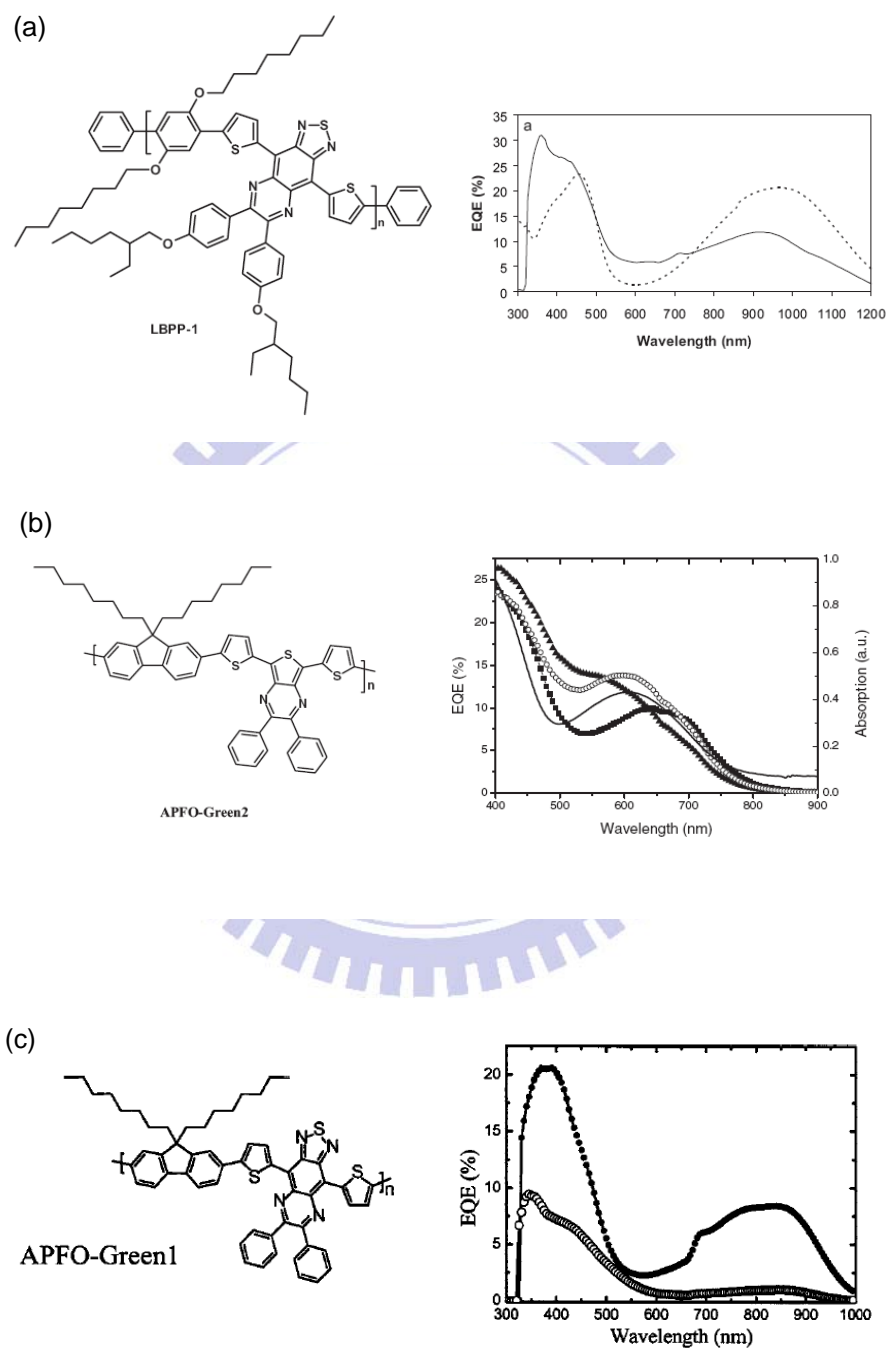 (a)
O
S
N
S
N
S
O
N
N
n
O
O
LBPP-1
a
EQE (%)
35
30
25
20
15
10
5
0
300 400 500 600 700 800 900 1000 1100 1200
Wavelength (nm)
(b)
S
S
S
n
N
N
APFO-Green2
EQE (%)
25
20
15
10
5
0
1.0
0.8
0.6
0.4
0.2
0.0
Absorption (a.u.)
400 500 600 700 800 900
Wavelength (nm)
(c)
S
N
S
N
S
n
N
N
APFO-Green1
EQE (%)
20
15
10
5
0
300 400 500 600 700 800 900 1000
Wavelength (nm)